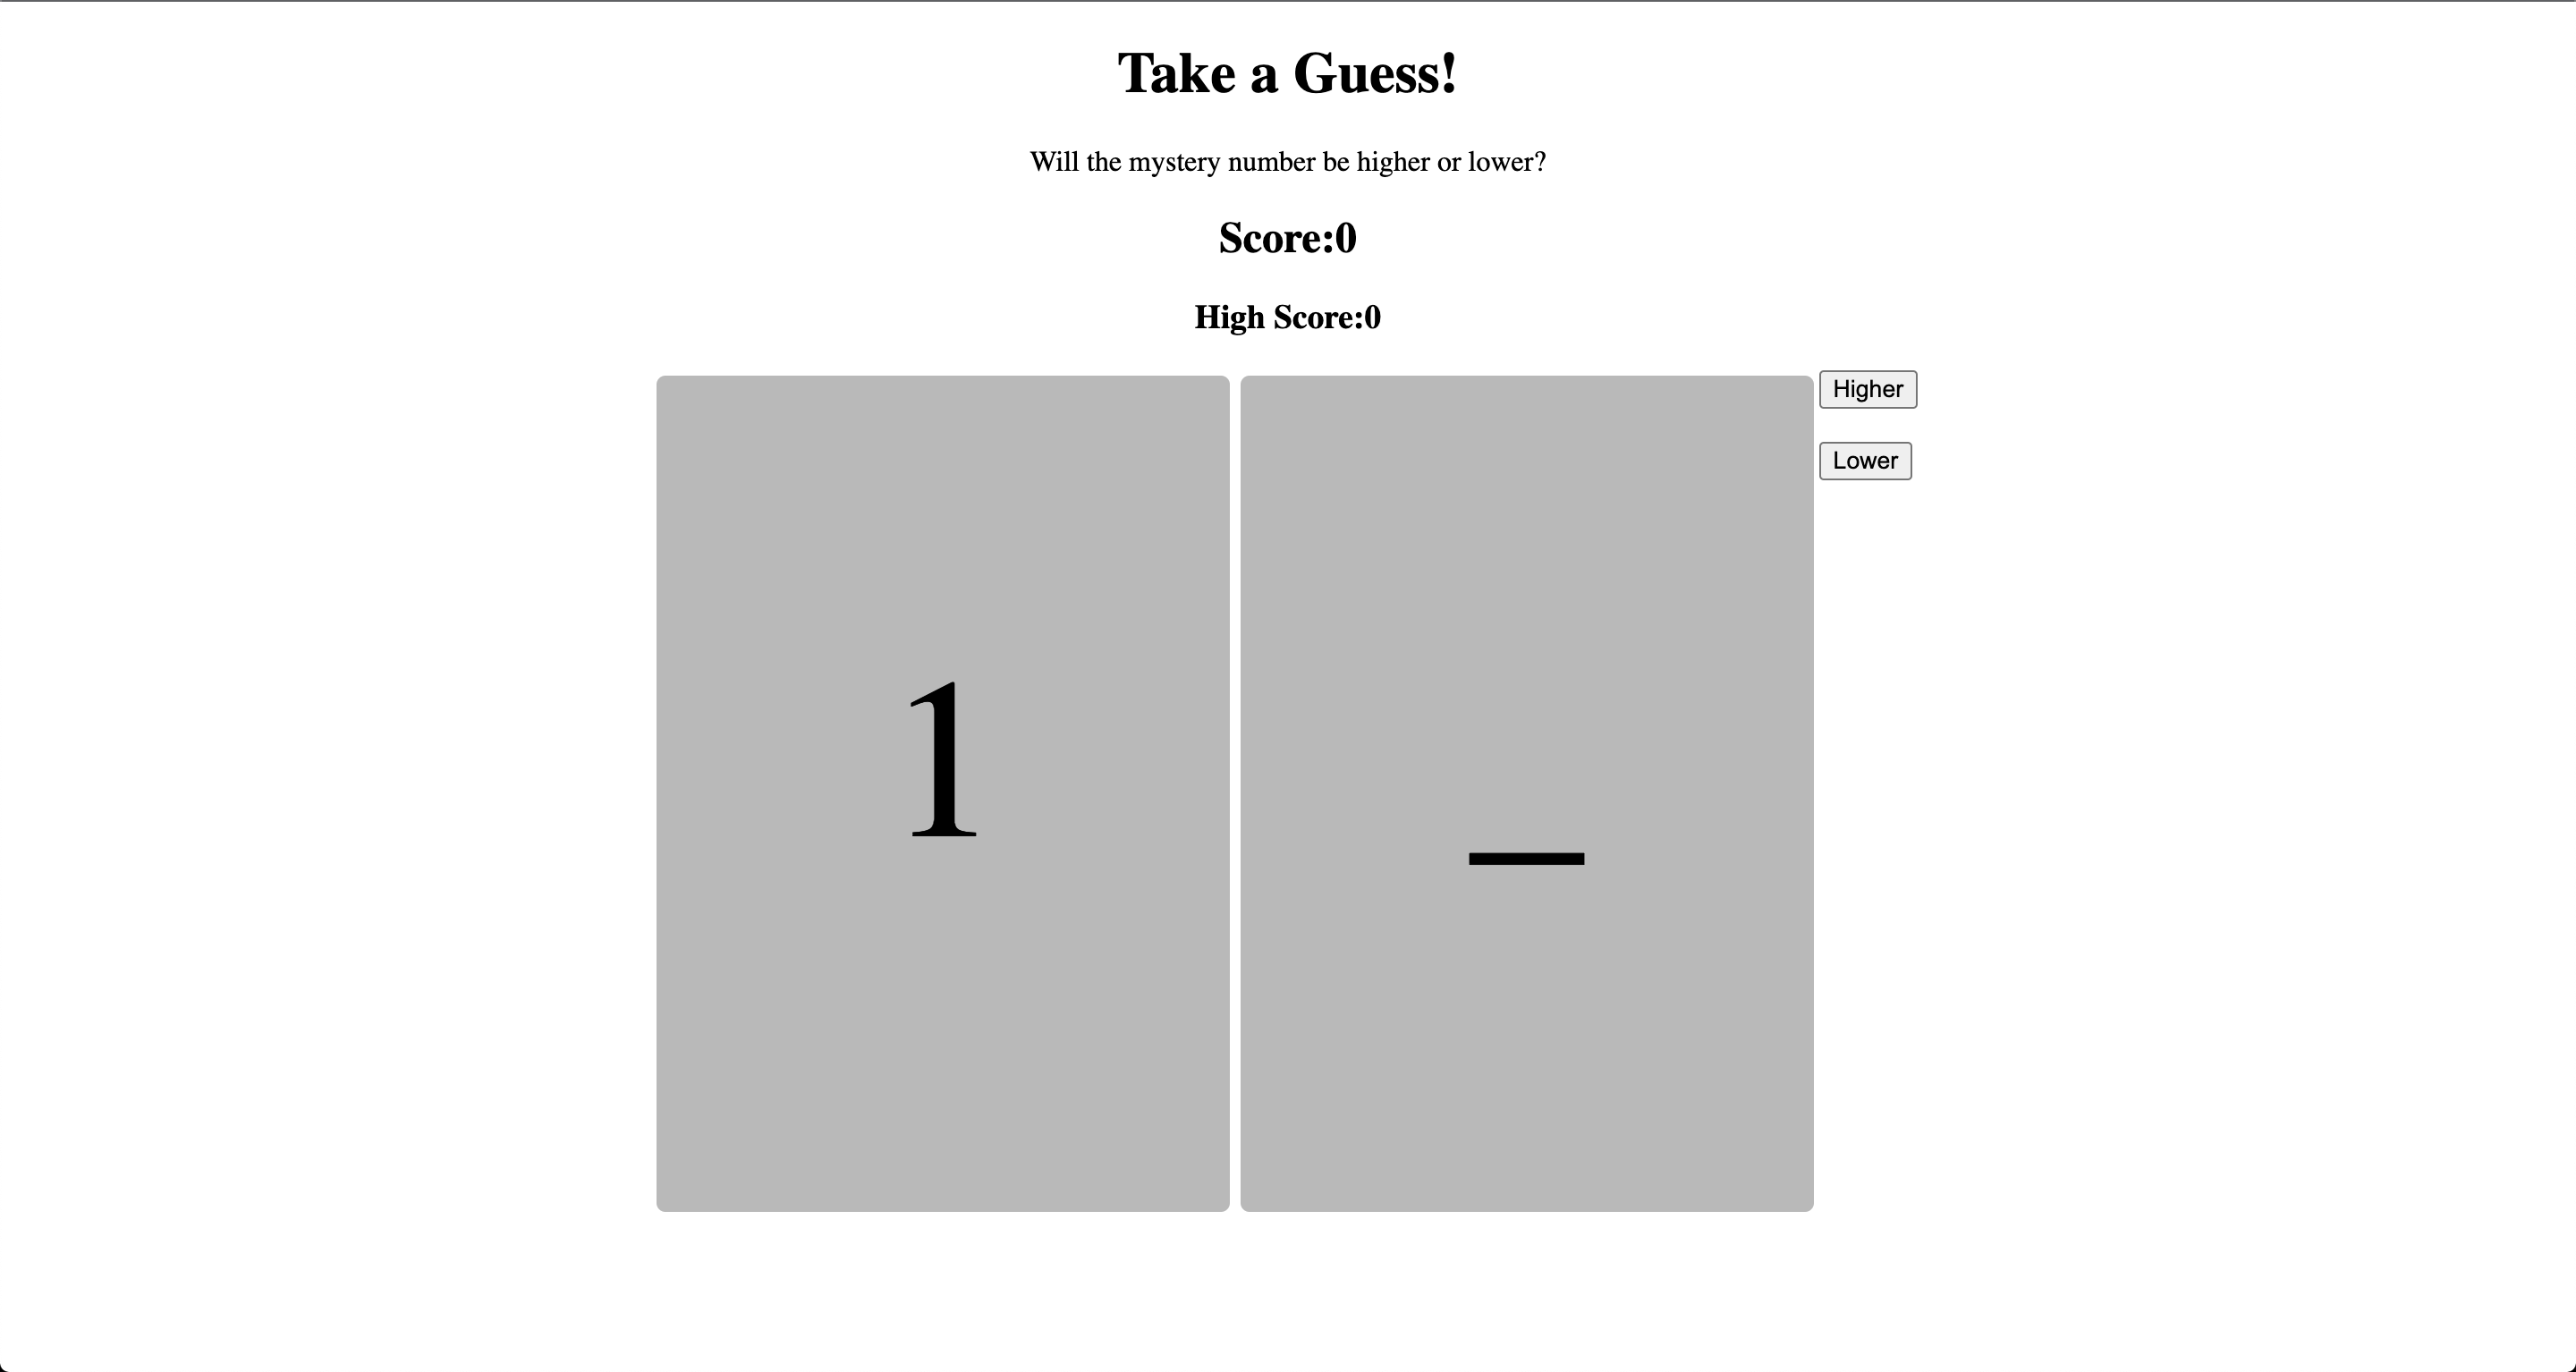 Take a Guess!
Will the mystery number be higher or lower?
Score:0
High Score:0
1
_
Higher
Lower